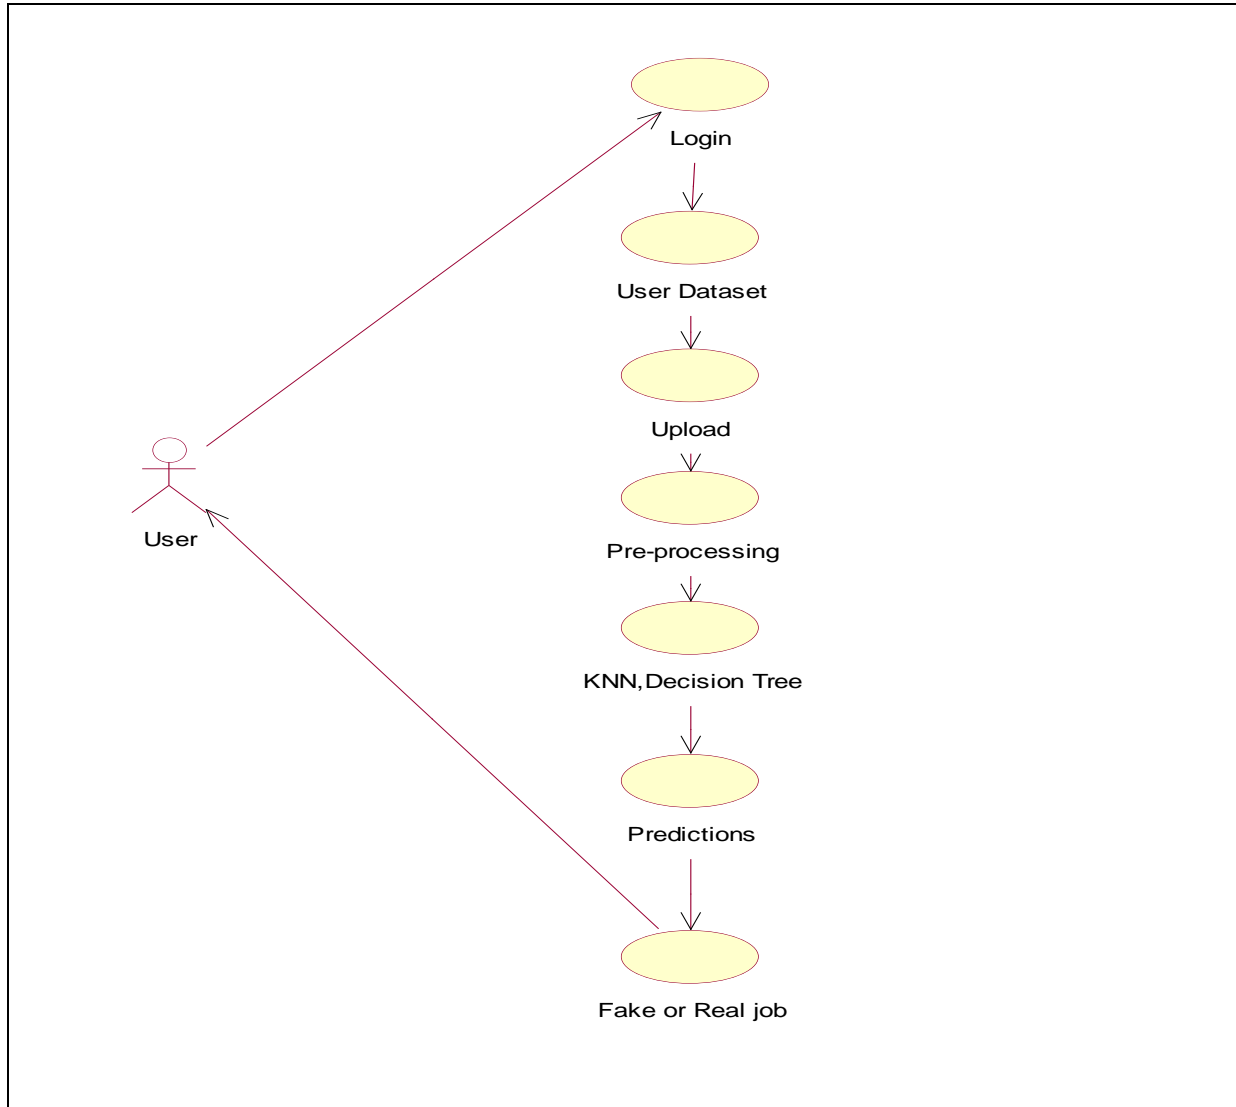 Login
User Dataset
Upload
User
Pre-processing
KNN,Decision Tree
Predictions
Fake or Real job